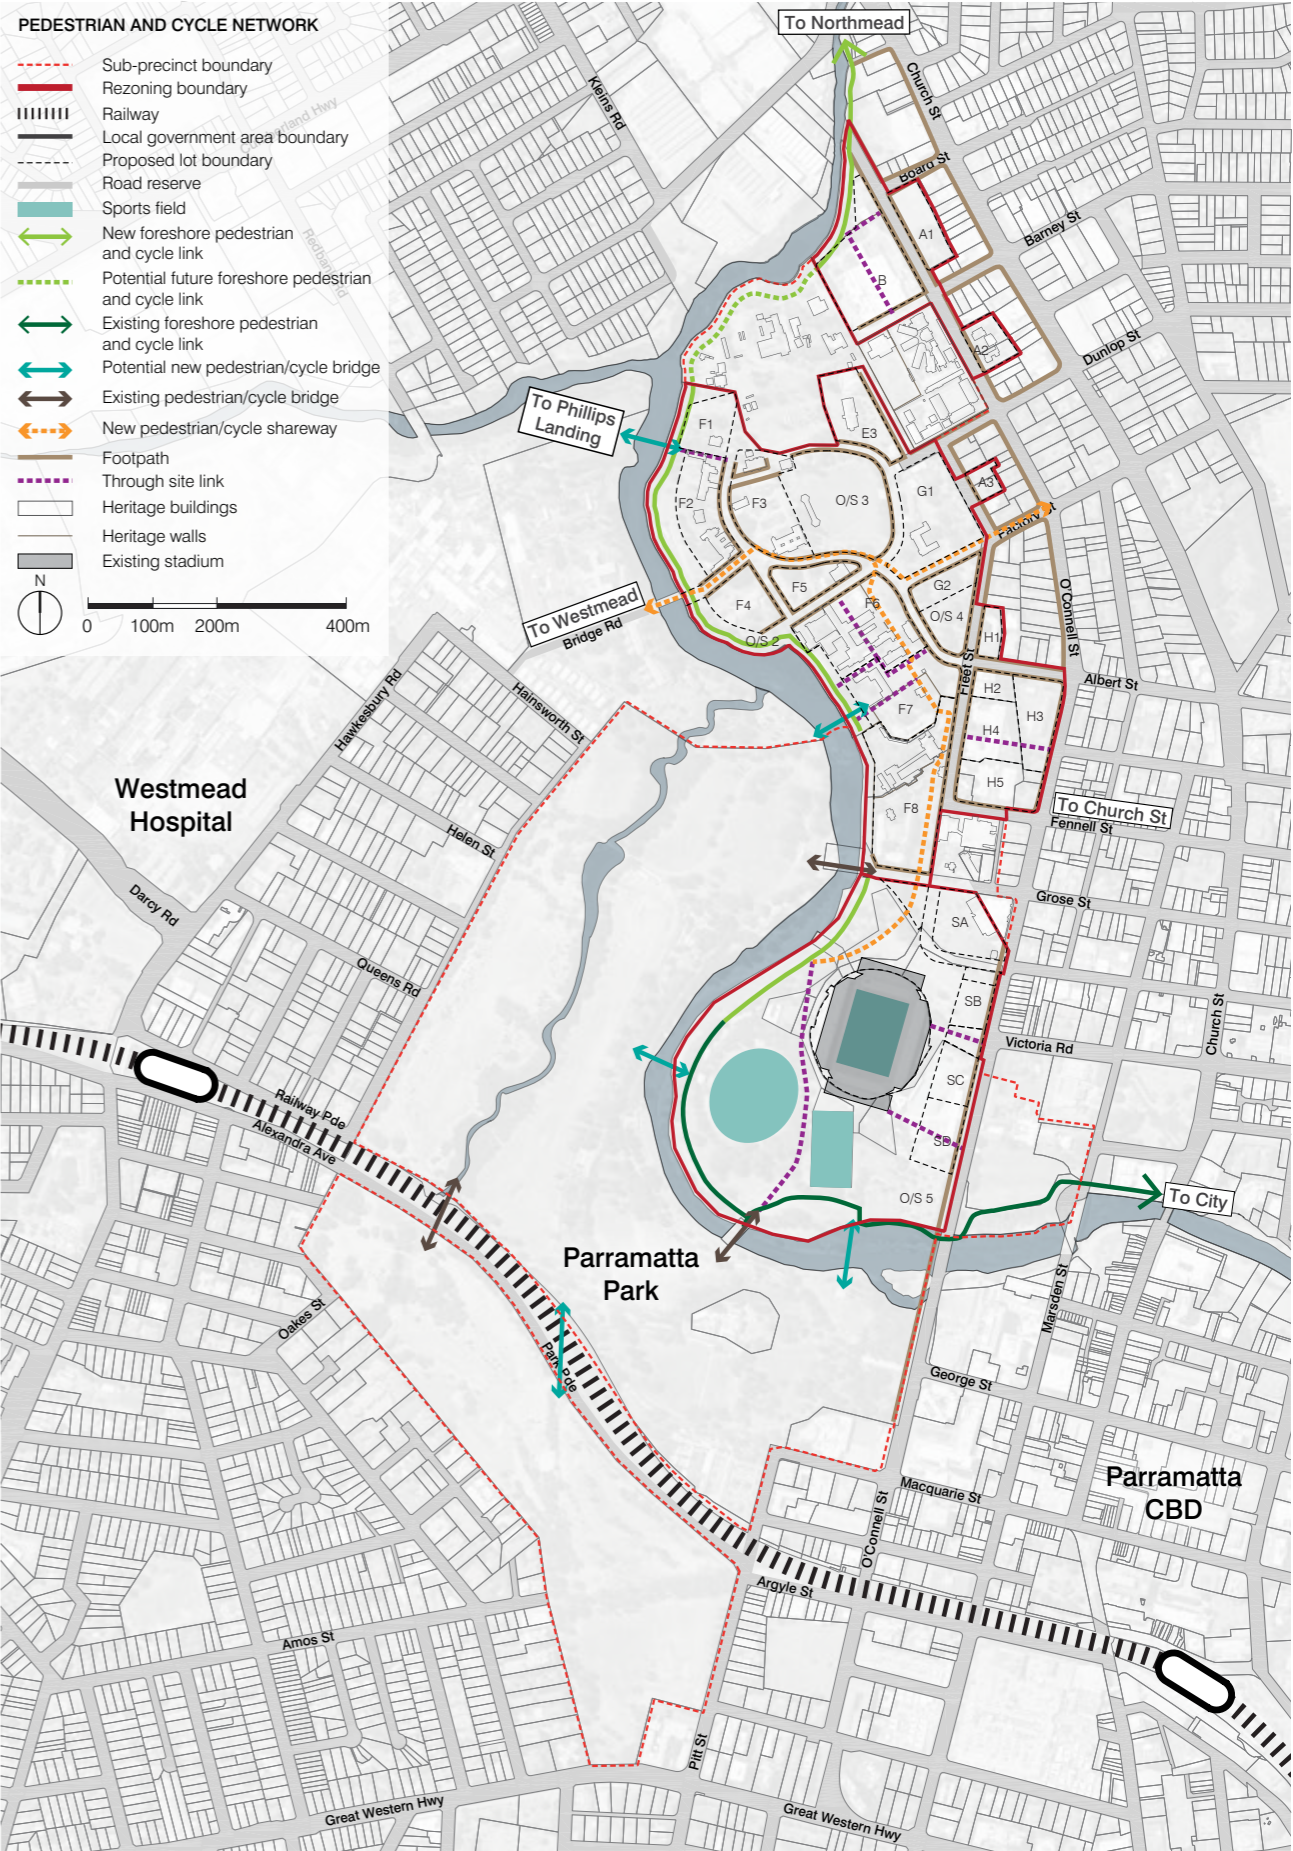 PEDESTRIAN AND CYCLE NETWORK
Sub-precinct boundary
Rezoning boundary
Railway
Local government area boundary
Proposed lot boundary
Road reserve
Sports field
New foreshore pedestrian
and cycle link
Potential future foreshore pedestrian
and cycle link
Existing foreshore pedestrian
and cycle link
Potential new pedestrian/cycle bridge
Existing pedestrian/cycle bridge
New pedestrian/cycle shareway
Footpath
Through site link
Heritage buildings
Heritage walls
Existing stadium
N
0 100m 200m 400m
To Northmead
Church St
Kleins Rd
Board St
Barney St
A1
B
Dunlop St
A2
To Phillips
Landing
F1
E3
A3
F2
F3
O/S 3
G1
Factory St
To Westmead
Bridge Rd
F4
F5
F6
G2
O/S 4
O/S 2
H1
O'Connell St
Fleet St
Albert St
Hawkesbury Rd
Hainsworth St
F7
H2
H3
H4
H5
Westmead
Hospital
Helen St
F8
To Church St
Fennell St
Darcy Rd
Grose St
SA
Queens Rd
SB
Church St
Victoria Rd
SC
Railway Pde
Alexandra Ave
SD
O/S 5
To City
Parramatta
Park
Marsden St
Oakes St
Park Pde
George St
Parramatta
CBD
Macquarie St
O'Connell St
Argyle St
Amos St
Pitt St
Great Western Hwy
Great Western Hwy